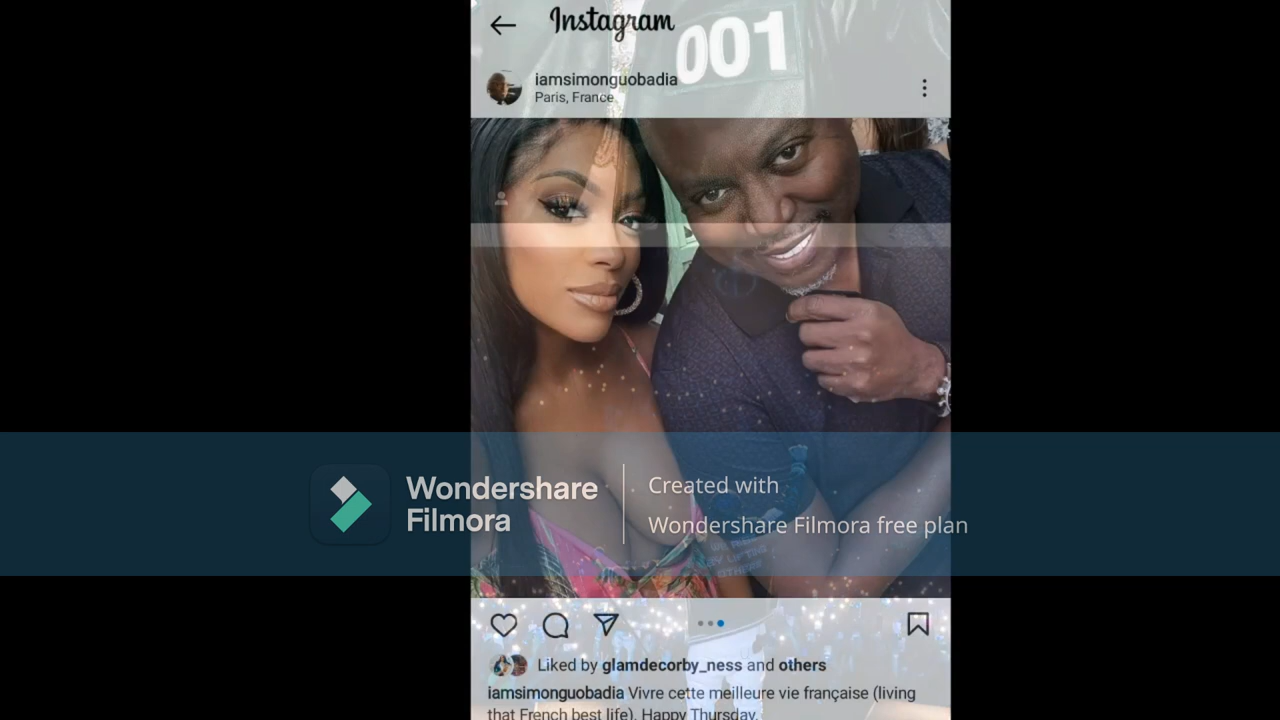 Instagram
001
iamsimonguobadia
Paris, France
Wondershare
Filmora
Created with
Wondershare Filmora free plan
Liked by glamdecorby_ness and others
iamsimonguobadia Vivre cette meilleure vie française (living
that French best life). Happy Thursday.